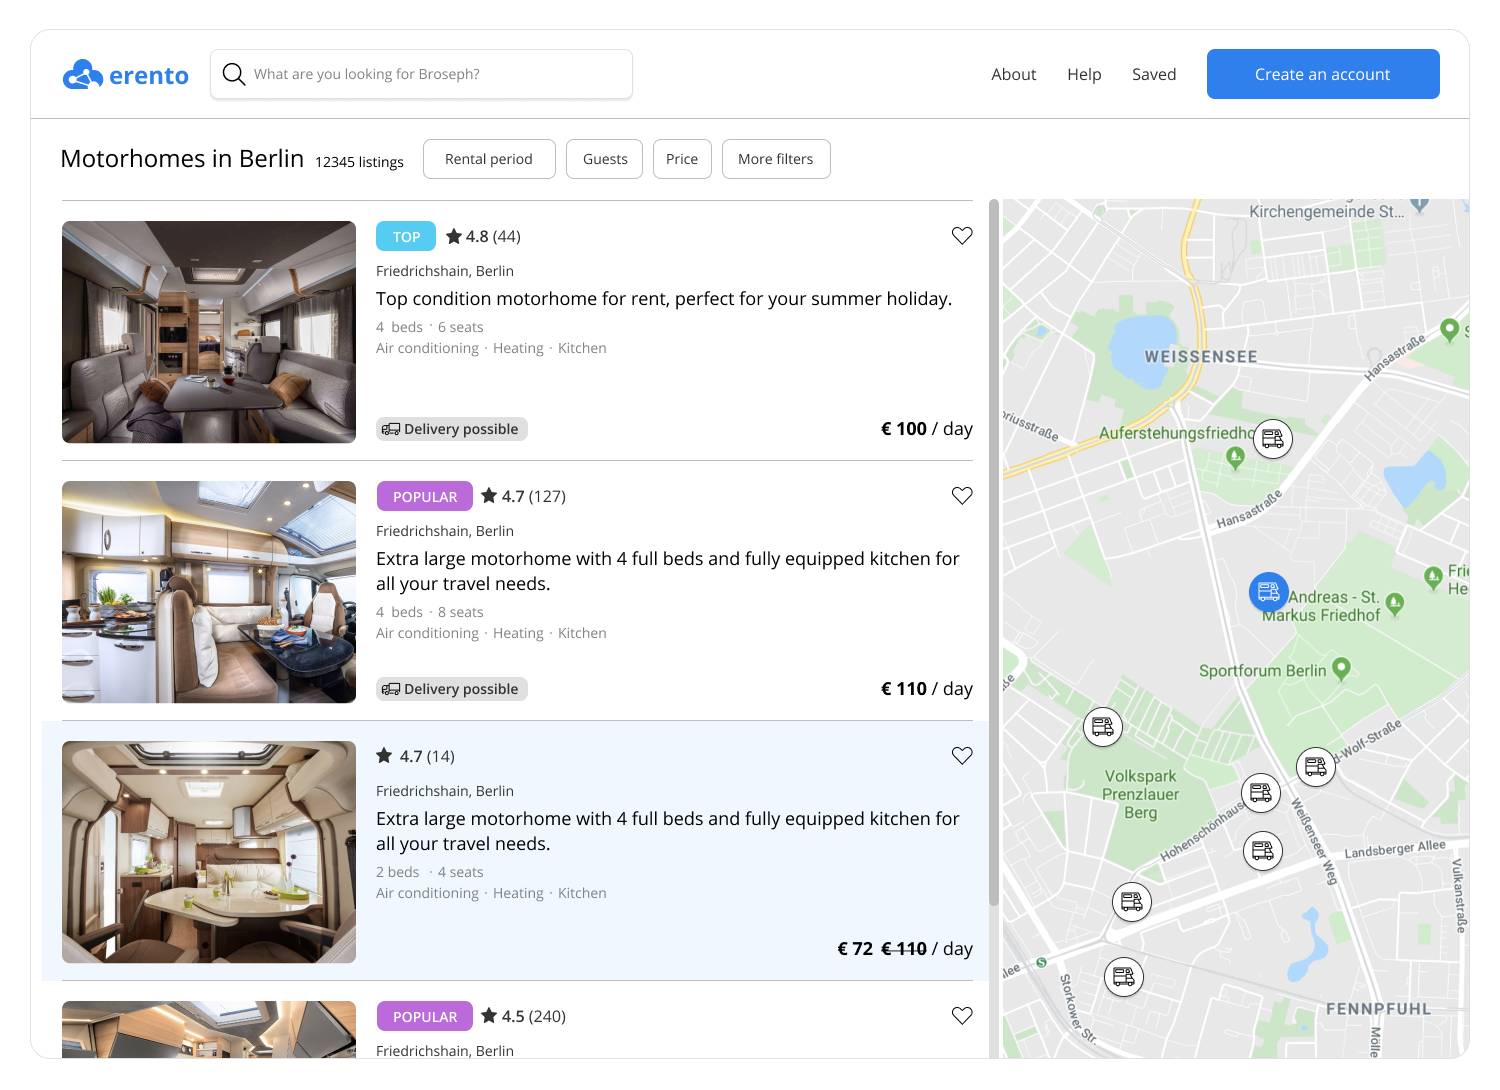 erento
What are you looking for Broseph?
About
Help
Saved
Create an account
Motorhomes in Berlin
12345 listings
Rental period
Guests
Price
More filters
TOP
4.8 (44)
Friedrichshain, Berlin
Top condition motorhome for rent, perfect for your summer holiday.
4 beds · 6 seats
Air conditioning · Heating · Kitchen
Delivery possible
€ 100 / day
POPULAR
4.7 (127)
Friedrichshain, Berlin
Extra large motorhome with 4 full beds and fully equipped kitchen for
all your travel needs.
4 beds · 8 seats
Air conditioning · Heating · Kitchen
Delivery possible
€ 110 / day
4.7 (14)
Friedrichshain, Berlin
Extra large motorhome with 4 full beds and fully equipped kitchen for
all your travel needs.
2 beds · 4 seats
Air conditioning · Heating · Kitchen
€ 72 € 110 / day
POPULAR
4.5 (240)
Friedrichshain, Berlin
Kirchengemeinde St...
WEISSENSEE
Hansastraße
S
oriusstraße
Auferstehungsfriedho
Hansastraße
Frie
He
Andreas - St.
Markus Friedhof
Sportforum Berlin
d-Wolf-Straße
Volkspark
Prenzlauer
Berg
Hohenschönhaus
Weißenseer Weg
Landsberger Allee
Vulkanstraße
llee
S
Storkower Str.
FENNPFUHL
Mölle